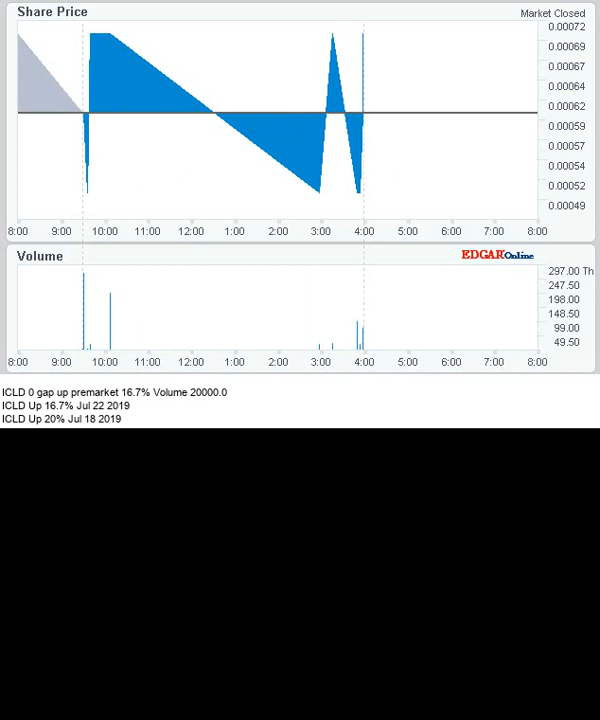 Share Price
Market Closed
0.00072
0.00069
0.00067
0.00064
0.00062
0.00059
0.00057
0.00054
0.00052
0.00049
8:00 9:00 10:00 11:00 12:00 1:00 2:00 3:00 4:00 5:00 6:00 7:00 8:00
Volume
EDGAR Online
297.00 Th
247.50
198.00
148.50
99.00
49.50
8:00 9:00 10:00 11:00 12:00 1:00 2:00 3:00 4:00 5:00 6:00 7:00 8:00
ICLD 0 gap up premarket 16.7% Volume 20000.0
ICLD Up 16.7% Jul 22 2019
ICLD Up 20% Jul 18 2019